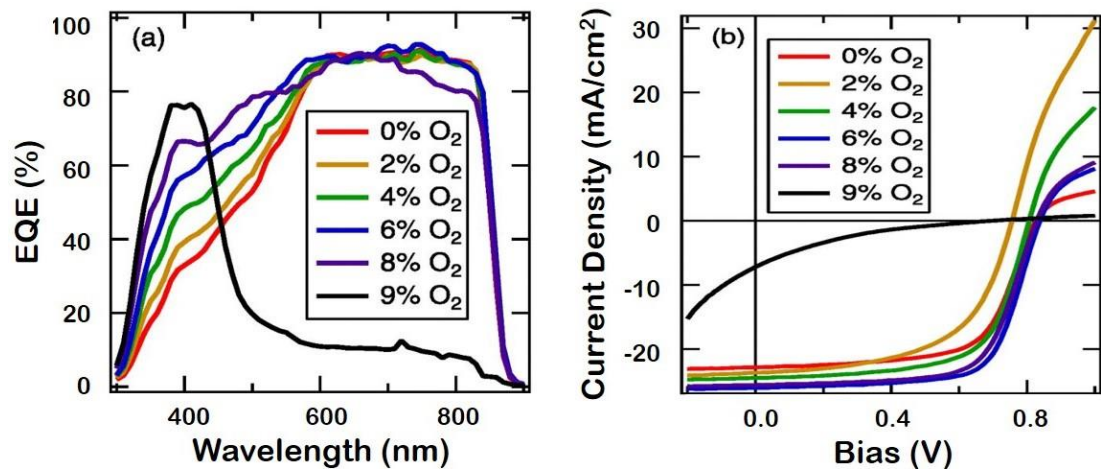 (a)
EQE (%)
100
80
60
40
20
0
0% O₂
2% O₂
4% O₂
6% O₂
8% O₂
9% O₂
400
600
800
Wavelength (nm)
(b)
Current Density (mA/cm²)
30
20
10
0
-10
-20
0% O₂
2% O₂
4% O₂
6% O₂
8% O₂
9% O₂
0.0
0.4
0.8
Bias (V)